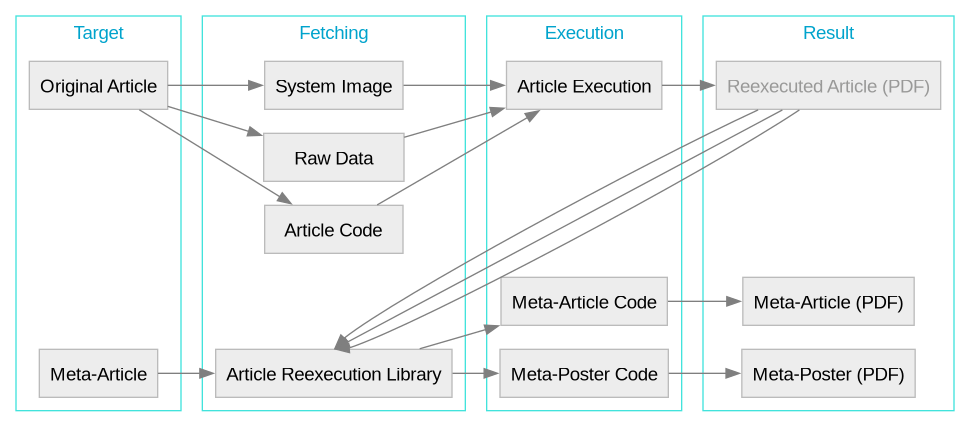 Target
Fetching
Execution
Result
Original Article
System Image
Article Execution
Reexecuted Article (PDF)
Raw Data
Article Code
Meta-Article Code
Meta-Article (PDF)
Meta-Article
Article Reexecution Library
Meta-Poster Code
Meta-Poster (PDF)